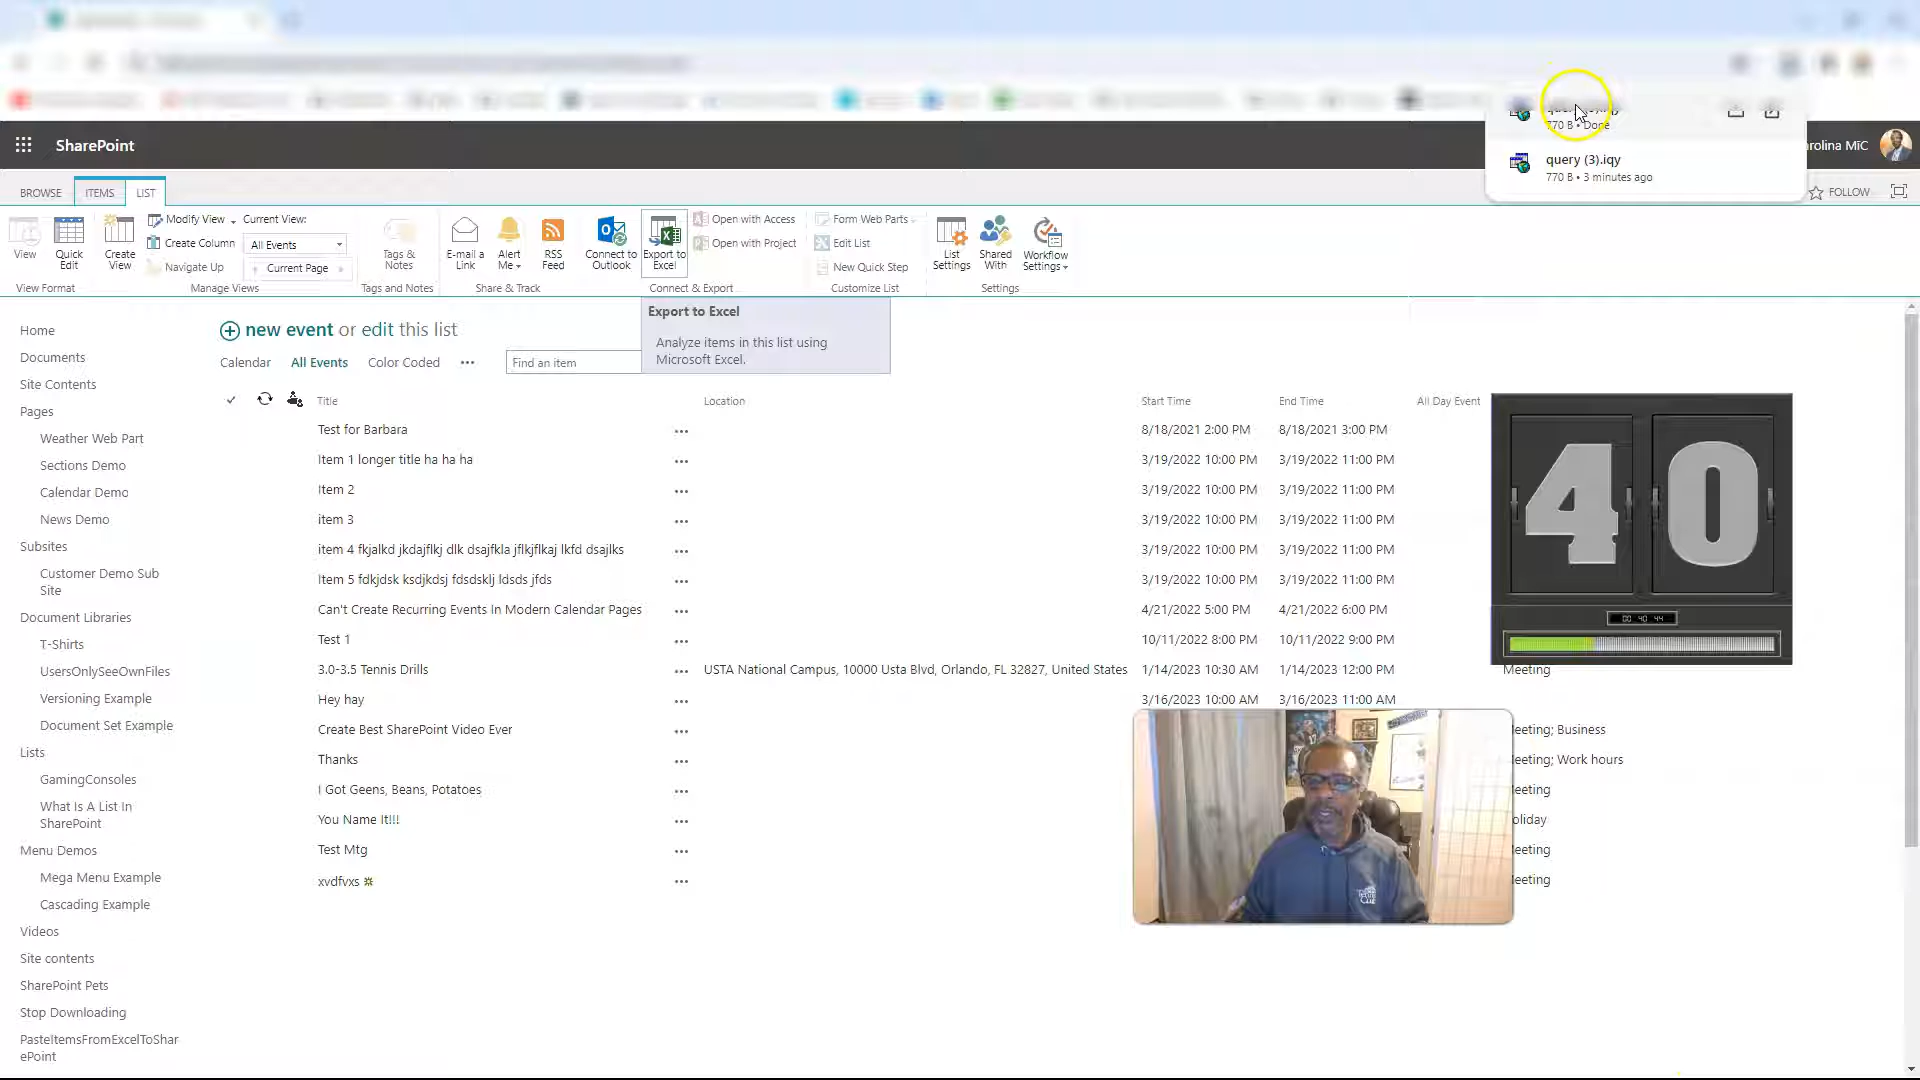 770 B • Done
query (3).iqy
770 B • 3 minutes ago
SharePoint
BROWSE ITEMS LIST
FOLLOW
View
Quick Edit
Create View
Modify View
Create Column
Navigate Up
Current View:
All Events
Current Page
Tags & Notes
E-mail a Link
Alert Me
RSS Feed
Connect to Outlook
Export to Excel
Open with Access
Open with Project
Form Web Parts
Edit List
New Quick Step
List Settings
Shared With
Workflow Settings
View Format
Manage Views
Tags and Notes
Share & Track
Connect & Export
Customize List
Settings
Export to Excel
Analyze items in this list using
Microsoft Excel.
Home
Documents
Site Contents
Pages
Weather Web Part
Sections Demo
Calendar Demo
News Demo
Subsites
Customer Demo Sub
Site
Document Libraries
T-Shirts
UsersOnlySeeOwnFiles
Versioning Example
Document Set Example
Lists
GamingConsoles
What Is A List In
SharePoint
Menu Demos
Mega Menu Example
Cascading Example
Videos
Site contents
SharePoint Pets
Stop Downloading
PasteItemsFromExcelToShar
ePoint
new event or edit this list
Calendar All Events Color Coded ••• Find an item
Title Location Start Time End Time All Day Event
Test for Barbara ••• 8/18/2021 2:00 PM 8/18/2021 3:00 PM
Item 1 longer title ha ha ha ••• 3/19/2022 10:00 PM 3/19/2022 11:00 PM
Item 2 ••• 3/19/2022 10:00 PM 3/19/2022 11:00 PM
item 3 ••• 3/19/2022 10:00 PM 3/19/2022 11:00 PM
item 4 fkjalkd jkdajflkj dlk dsajfkla jflkjflkaj lkfd dsajlks ••• 3/19/2022 10:00 PM 3/19/2022 11:00 PM
Item 5 fdkjdsk ksdjkdsj fdsdsklj ldsds jfds ••• 3/19/2022 10:00 PM 3/19/2022 11:00 PM
Can't Create Recurring Events In Modern Calendar Pages ••• 4/21/2022 5:00 PM 4/21/2022 6:00 PM
Test 1 ••• 10/11/2022 8:00 PM 10/11/2022 9:00 PM
3.0-3.5 Tennis Drills ••• USTA National Campus, 10000 Usta Blvd, Orlando, FL 32827, United States 1/14/2023 10:30 AM 1/14/2023 12:00 PM Meeting
Hey hay ••• 3/16/2023 10:00 AM 3/16/2023 11:00 AM
Create Best SharePoint Video Ever ••• eeting; Business
Thanks ••• eeting; Work hours
I Got Geens, Beans, Potatoes ••• eeting
You Name It!!! ••• oliday
Test Mtg ••• eeting
xvdfvxs ••• eeting
40
00 40 44